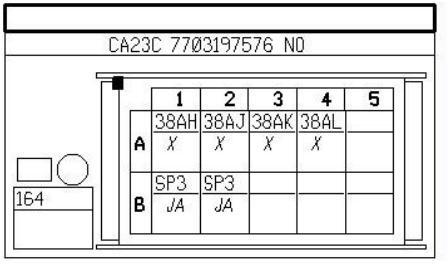 CA23C 7703197576 NO
1 2 3 4 5
38AH 38AJ 38AK 38AL
A X X X X
SP3 SP3
B JA JA
164